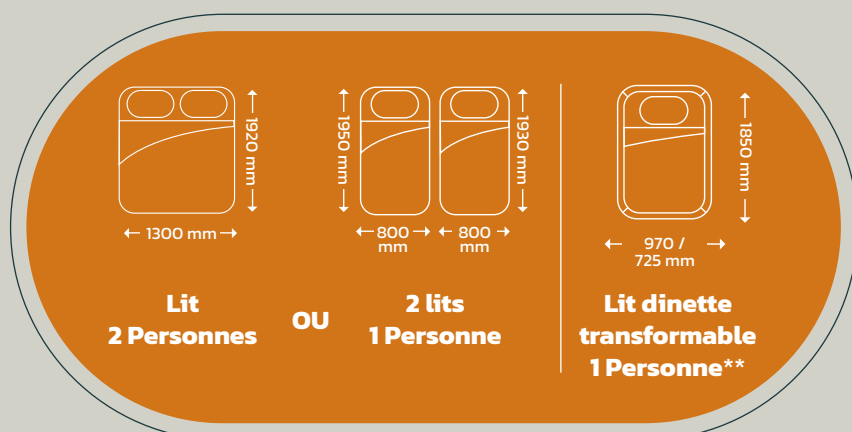 1920 mm
1300 mm
Lit
2 Personnes
OU
1950 mm
1930 mm
800
mm
800
mm
2 lits
1 Personne
1850 mm
970 /
725 mm
Lit dinette
transformable
1 Personne**